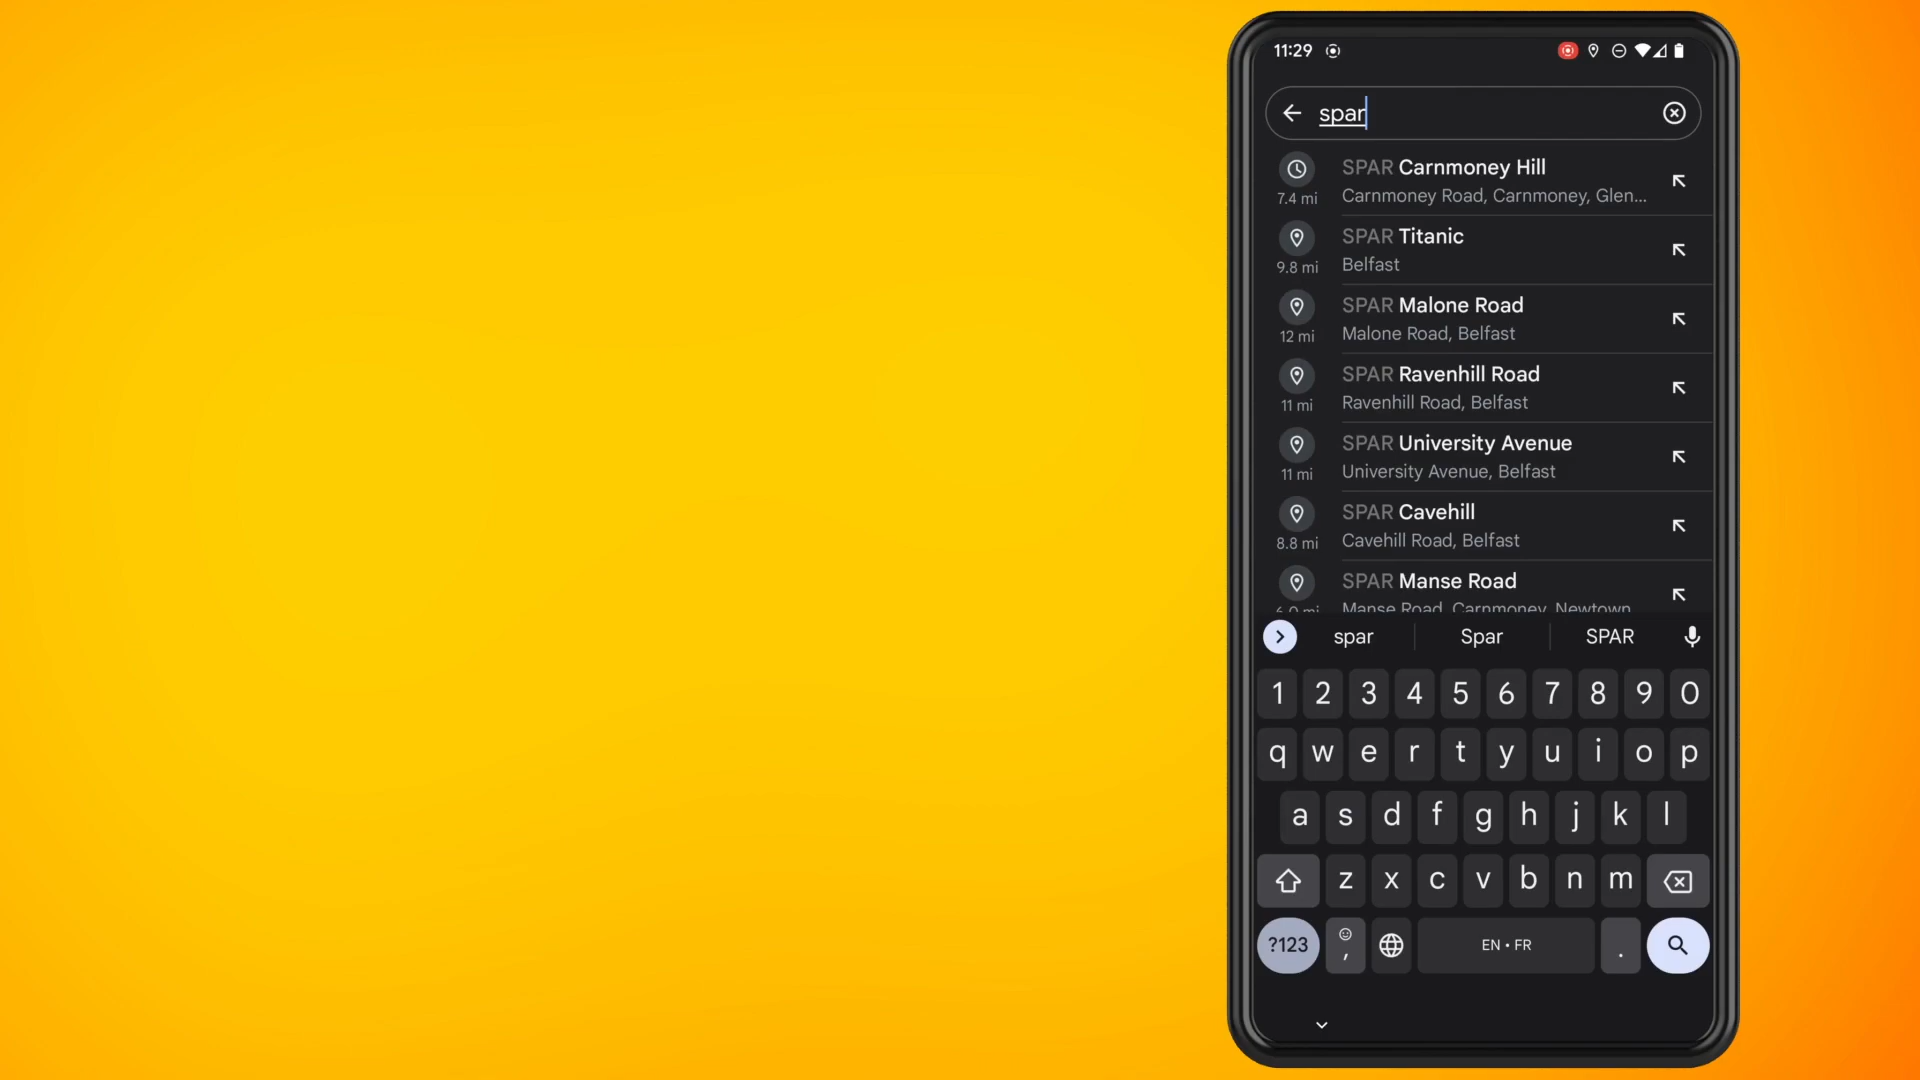 11:29
spar
SPAR Carnmoney Hill
7.4 mi
Carnmoney Road, Carnmoney, Glen...
SPAR Titanic
9.8 mi
Belfast
SPAR Malone Road
12 mi
Malone Road, Belfast
SPAR Ravenhill Road
11 mi
Ravenhill Road, Belfast
SPAR University Avenue
11 mi
University Avenue, Belfast
SPAR Cavehill
8.8 mi
Cavehill Road, Belfast
SPAR Manse Road
Manse Road, Carnmoney, Newtown
spar Spar SPAR
1 2 3 4 5 6 7 8 9 0
q w e r t y u i o p
a s d f g h j k l
z x c v b n m
?123 , EN • FR .